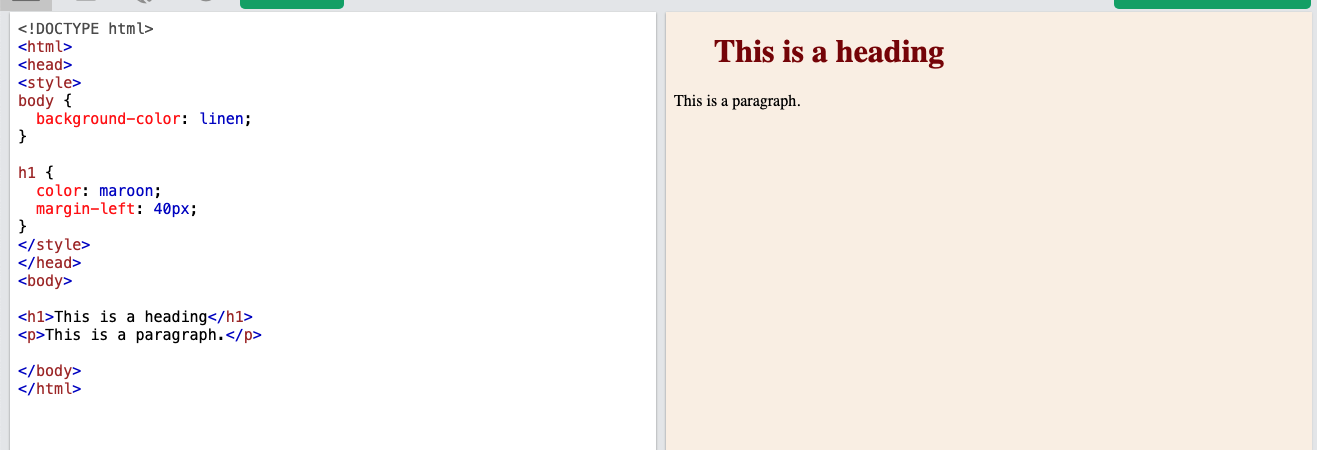 <!DOCTYPE html>
<html>
<head>
<style>
body {
  background-color: linen;
}

h1 {
  color: maroon;
  margin-left: 40px;
}
</style>
</head>
<body>

<h1>This is a heading</h1>
<p>This is a paragraph.</p>

</body>
</html>
This is a heading
This is a paragraph.